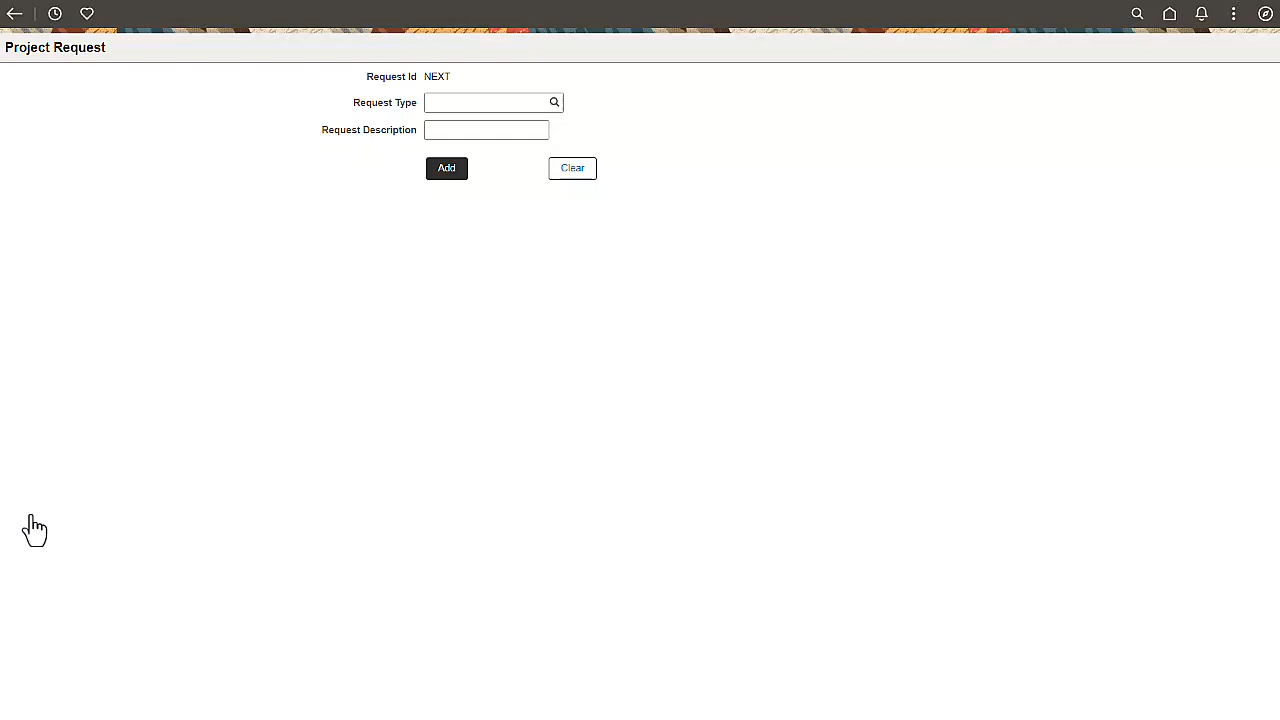 Project Request
Request Id NEXT
Request Type
Request Description
Add Clear